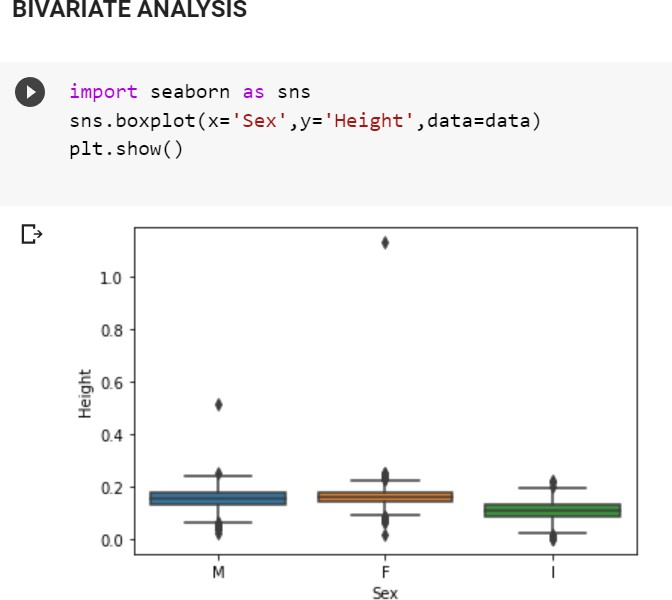 BIVARIATE ANALYSIS
import seaborn as sns
sns.boxplot(x='Sex',y='Height',data=data)
plt.show()
1.0
0.8
0.6
0.4
0.2
0.0
Height
M F I
Sex